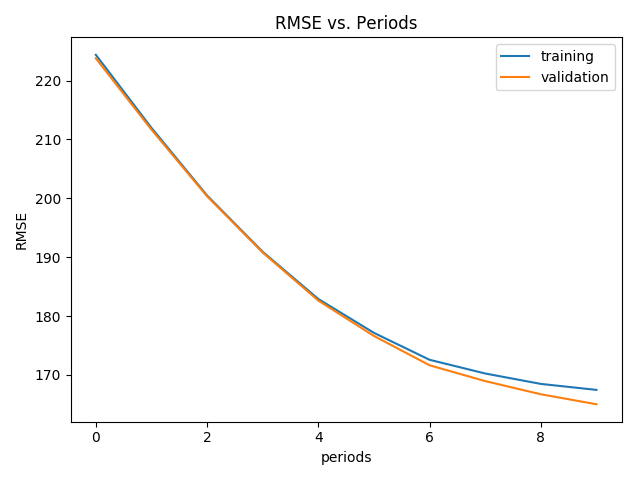 RMSE vs. Periods
training
validation
220
210
200
190
180
170
RMSE
0 2 4 6 8
periods